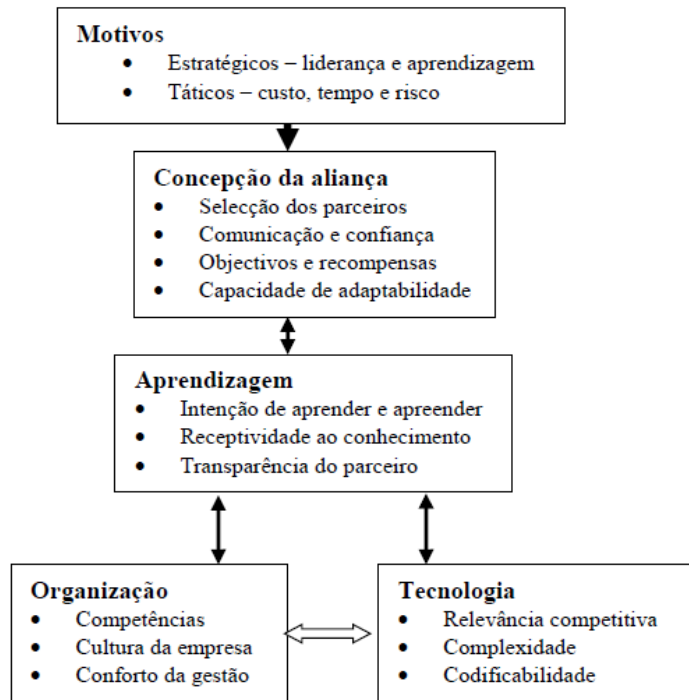 Motivos
• Estratégicos – liderança e aprendizagem
• Táticos – custo, tempo e risco
Concepção da aliança
• Selecção dos parceiros
• Comunicação e confiança
• Objectivos e recompensas
• Capacidade de adaptabilidade
Aprendizagem
• Intenção de aprender e apreender
• Receptividade ao conhecimento
• Transparência do parceiro
Organização
• Competências
• Cultura da empresa
• Conforto da gestão
Tecnologia
• Relevância competitiva
• Complexidade
• Codificabilidade